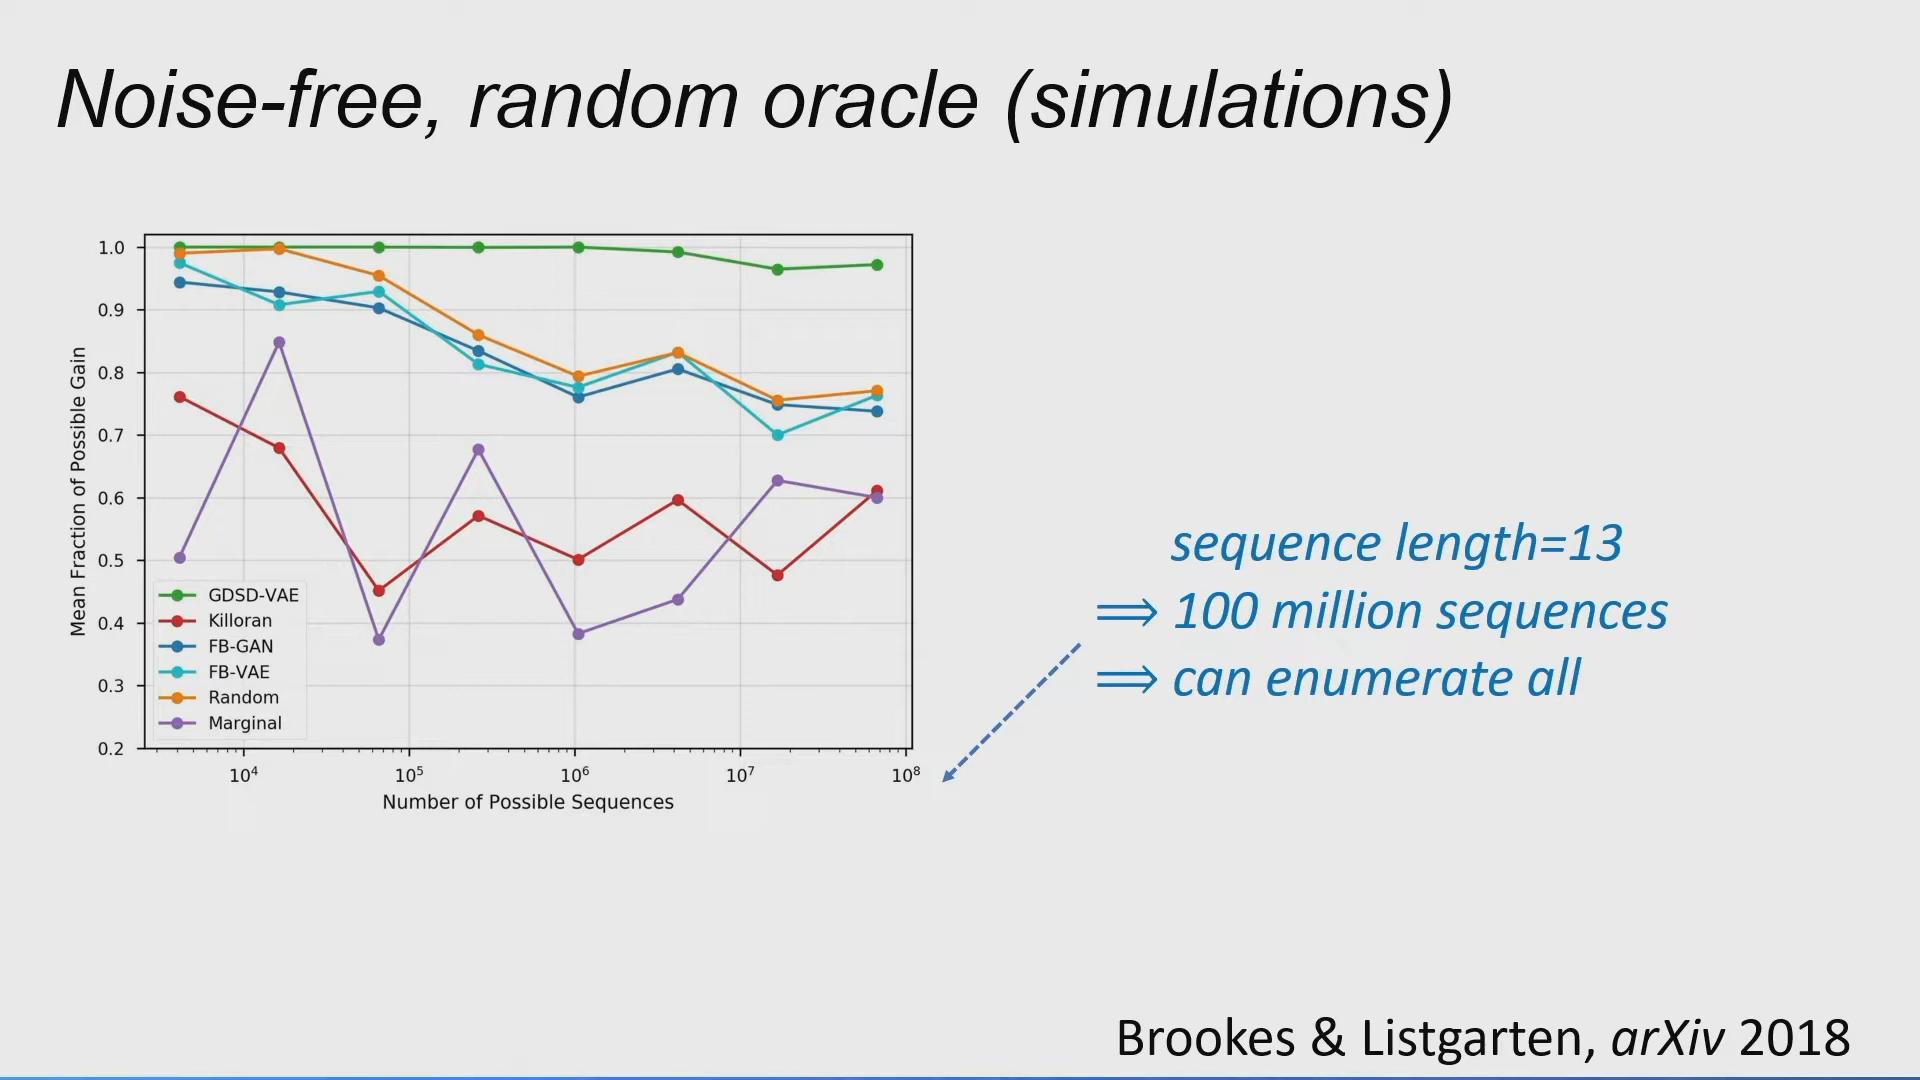 Noise-free, random oracle (simulations)
Mean Fraction of Possible Gain
1.0
0.9
0.8
0.7
0.6
0.5
0.4
0.3
0.2
GDSD-VAE
Killoran
FB-GAN
FB-VAE
Random
Marginal
10⁴ 10⁵ 10⁶ 10⁷ 10⁸
Number of Possible Sequences
sequence length=13
⟹ 100 million sequences
⟹ can enumerate all
Brookes & Listgarten, arXiv 2018